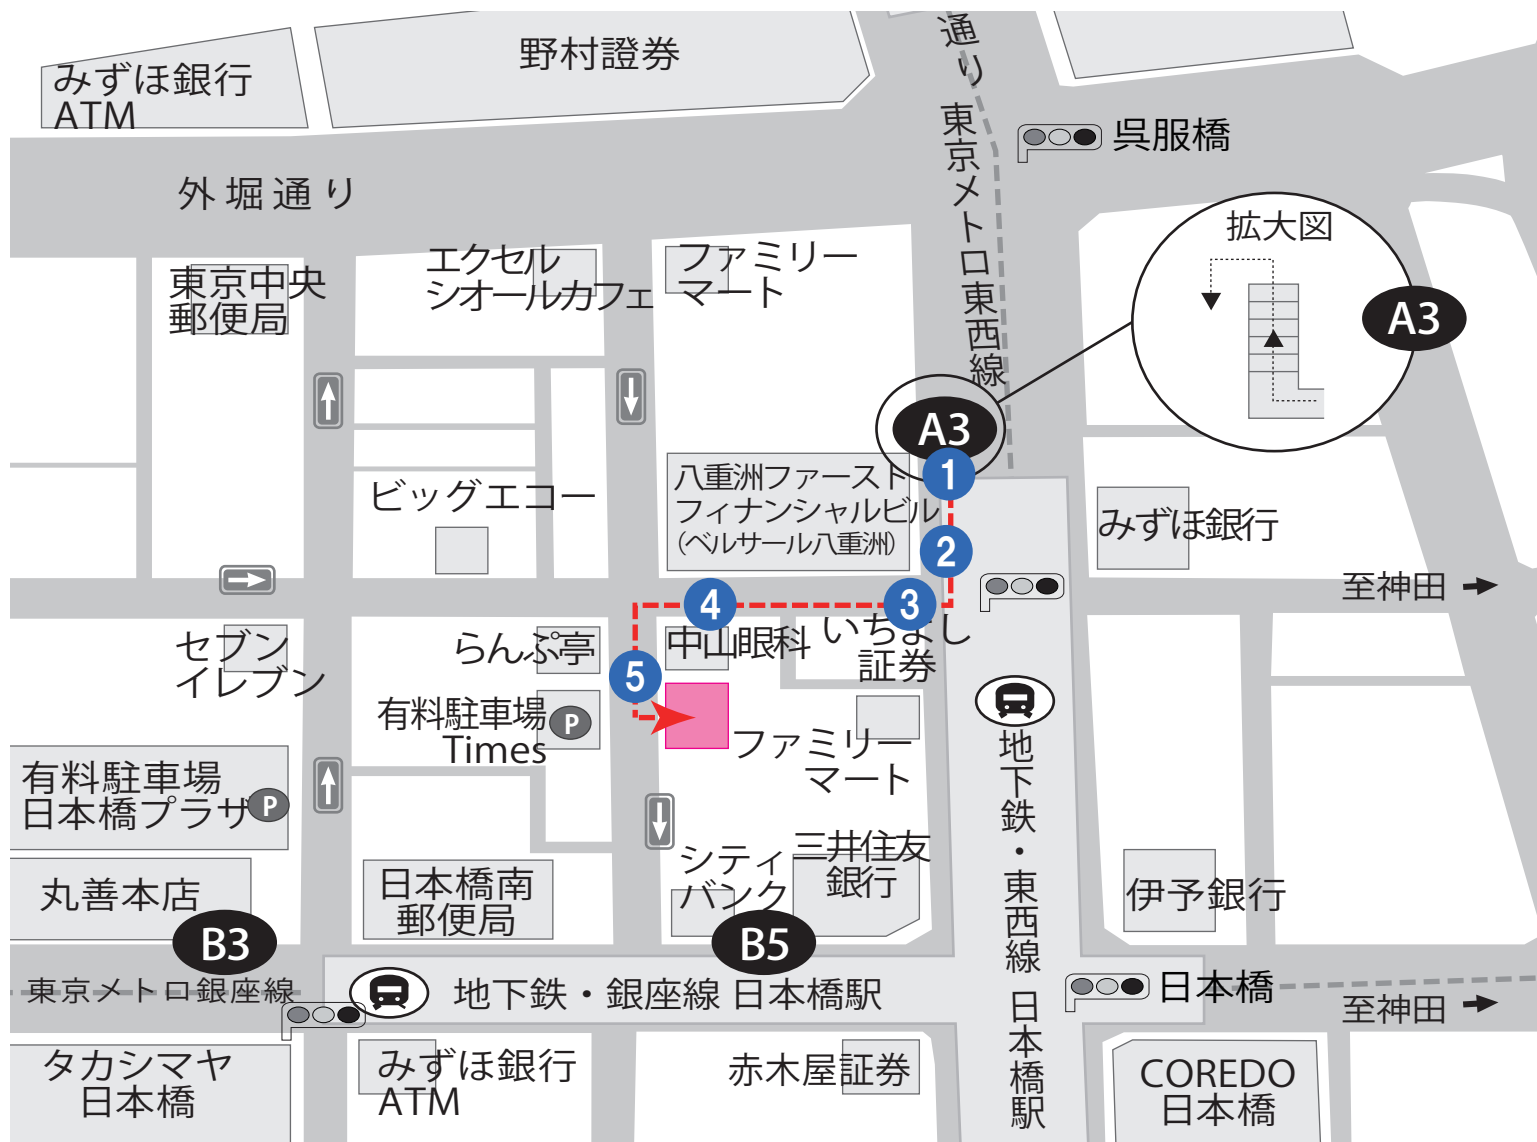 みずほ銀行
ATM
野村證券
通り
東京メトロ東西線
呉服橋
外堀通り
拡大図
A3
東京中央
郵便局
エクセル
シオールカフェ
ファミリー
マート
A3
1
八重洲ファースト
フィナンシャルビル
(ベルサール八重洲)
2
ビッグエコー
みずほ銀行
至神田
3
4
5
セブン
イレブン
らんぷ亭
中山眼科
いちよし
証券
有料駐車場
Times
P
ファミリー
マート
有料駐車場
日本橋プラザ
P
地下鉄・東西線 日本橋駅
丸善本店
日本橋南
郵便局
シティ
バンク
三井住友
銀行
伊予銀行
B3
B5
東京メトロ銀座線
地下鉄・銀座線 日本橋駅
日本橋
至神田
タカシマヤ
日本橋
みずほ銀行
ATM
赤木屋証券
COREDO
日本橋